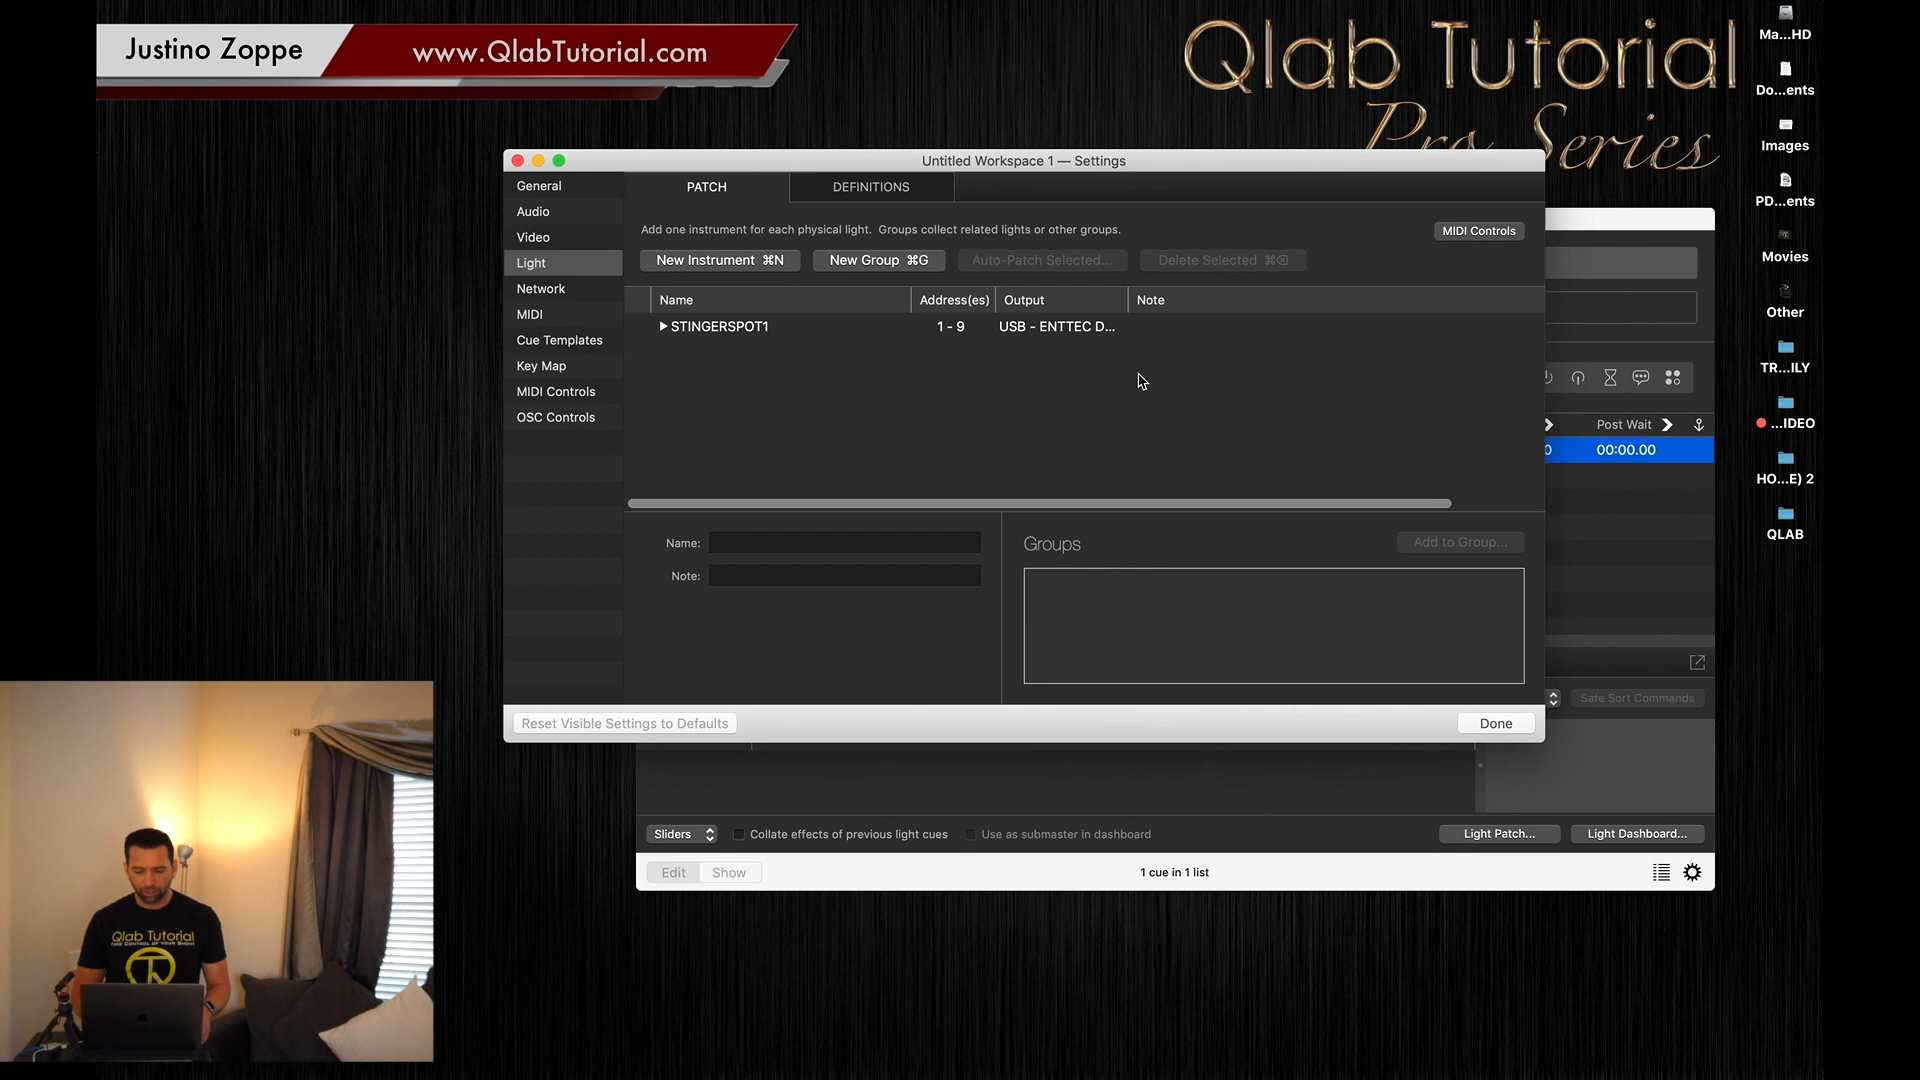 Justino Zoppe
www.QlabTutorial.com
Qlab Tutorial
Pro Series
Ma...HD
Do...ents
Images
PD...ents
Movies
Other
TR...ILY
...IDEO
HO...E) 2
QLAB
Untitled Workspace 1 — Settings
General
Audio
Video
Light
Network
MIDI
Cue Templates
Key Map
MIDI Controls
OSC Controls
PATCH
DEFINITIONS
Add one instrument for each physical light. Groups collect related lights or other groups.
MIDI Controls
New Instrument ⌘N
New Group ⌘G
Auto-Patch Selected...
Delete Selected ⌘⌫
Name
Address(es)
Output
Note
STINGERSPOT1
1 - 9
USB - ENTTEC D...
Name:
Note:
Groups
Add to Group...
Reset Visible Settings to Defaults
Done
Post Wait
0
00:00.00
Safe Sort Commands
Sliders
Collate effects of previous light cues
Use as submaster in dashboard
Light Patch...
Light Dashboard...
Edit
Show
1 cue in 1 list
Qlab Tutorial
TAKE CONTROL OF YOUR SHOW!